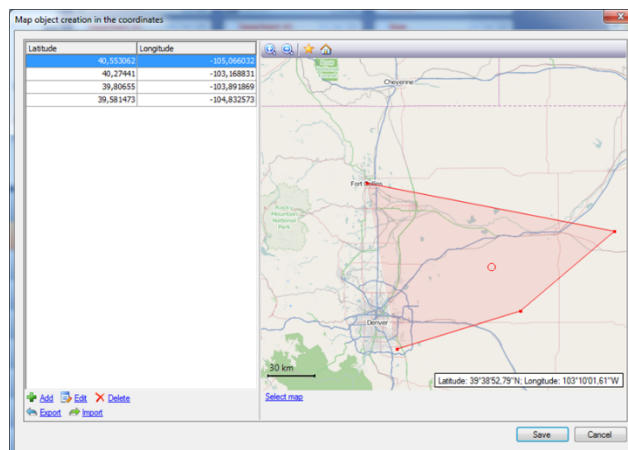 Map object creation in the coordinates
Latitude Longitude
40,553062 -105,066032
40,27441 -103,168831
39,80655 -103,891869
39,581473 -104,832573
Cheyenne
Fort Collins
Rocky
Mountain
National
Park
Denver
30 km
Latitude: 39°38'52,79"N; Longitude: 103°10'01,61"W
Add Edit Delete
Select map
Export Import
Save Cancel